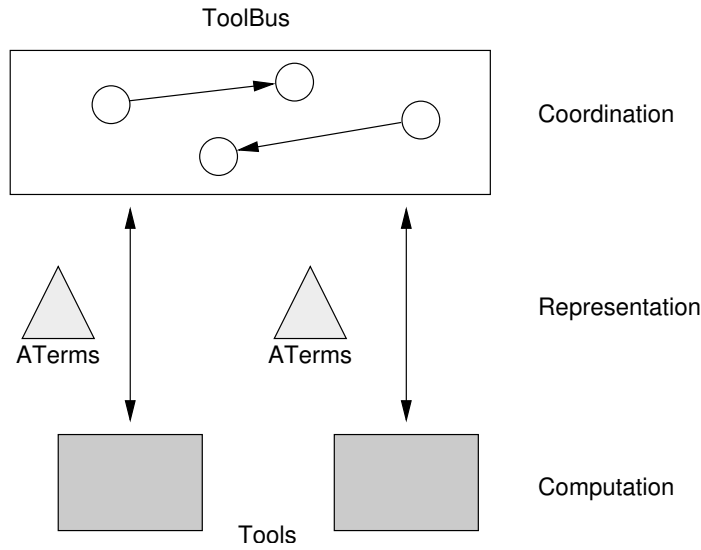 ToolBus
Coordination
Representation
ATerms
ATerms
Computation
Tools